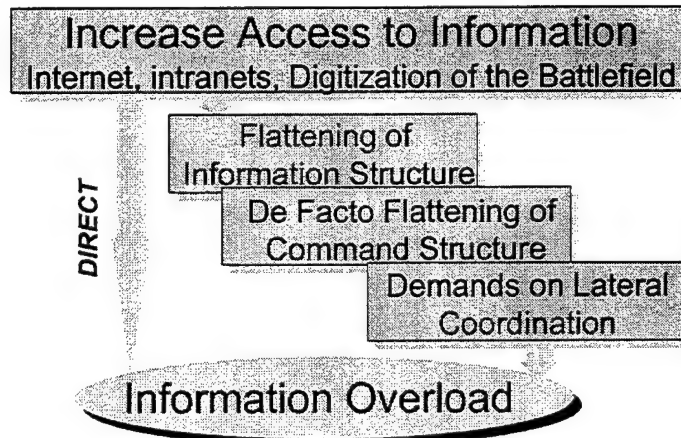 Increase Access to Information
Internet, intranets, Digitization of the Battlefield
DIRECT
Flattening of
Information Structure
De Facto Flattening of
Command Structure
Demands on Lateral
Coordination
Information Overload